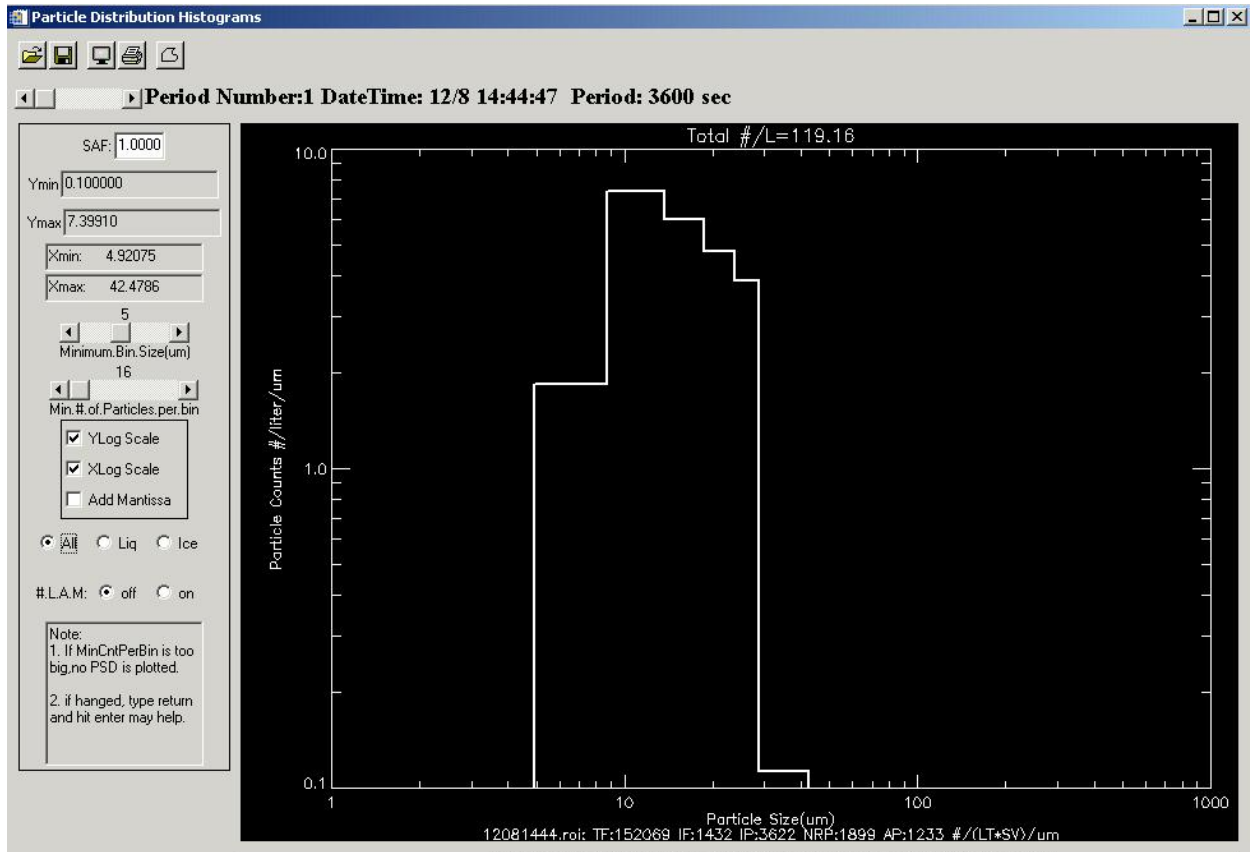 Particle Distribution Histograms
Period Number:1 DateTime: 12/8 14:44:47 Period: 3600 sec
SAF: 1.0000
Ymin 0.100000
Ymax 7.39910
Xmin: 4.92075
Xmax: 42.4786
5
Minimum.Bin.Size(um)
16
Min.#.of.Particles.per.bin
YLog Scale
XLog Scale
Add Mantissa
All Liq Ice
#.L.A.M: off on
Note:
1. If MinCntPerBin is too
big,no PSD is plotted.
2. if hanged, type return
and hit enter may help.
Total #/L=119.16
10.0
1.0
0.1
Particle Counts #/liter/um
1 10 100 1000
Particle Size(um)
12081444.roi: TF:152069 IF:1432 IP:3622 NRP:1899 AP:1233 #/(LT*SV)/um